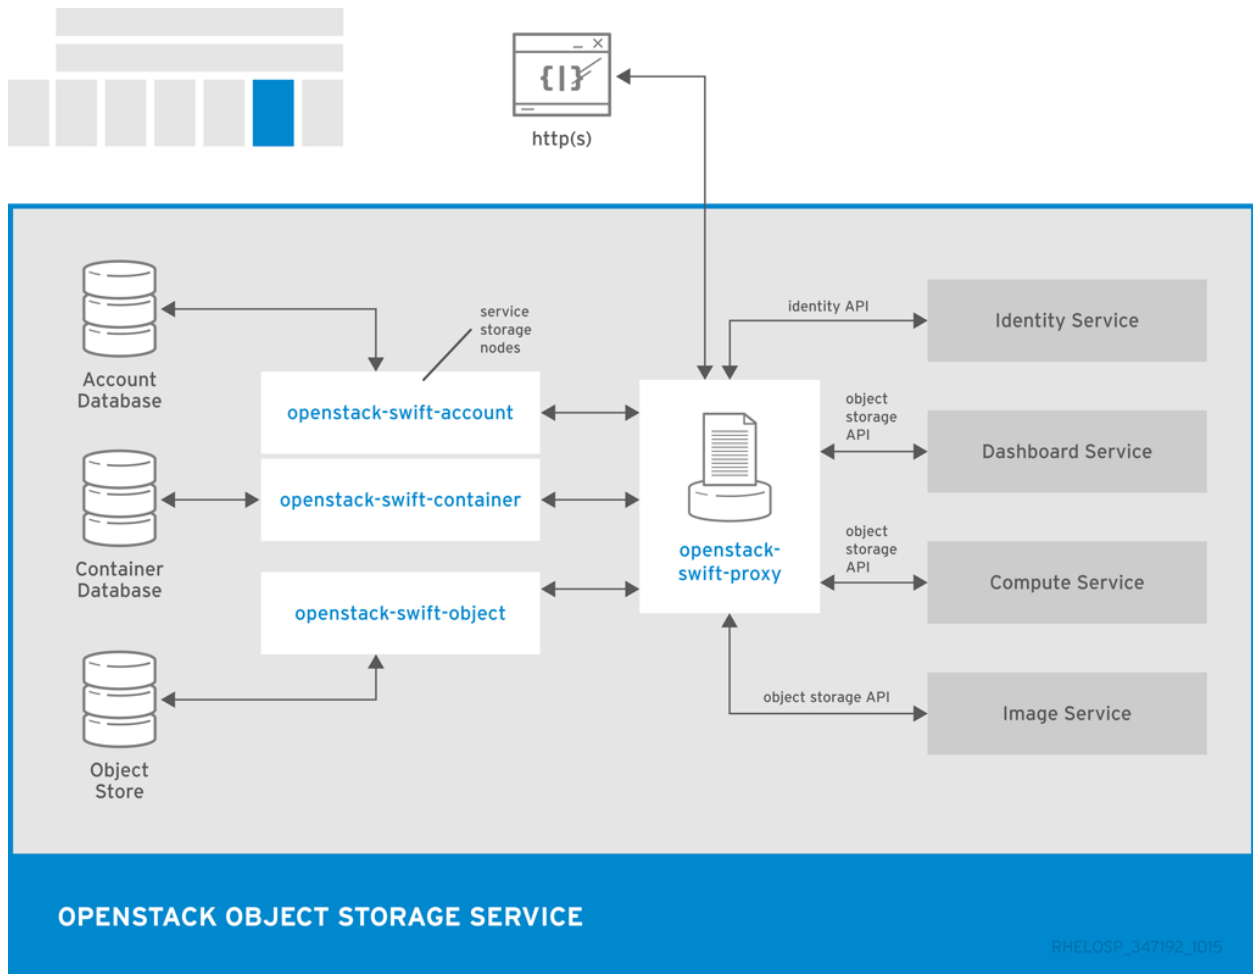 {|}
http(s)
Account
Database
service
storage
nodes
identity API
Identity Service
openstack-swift-account
object
storage
API
Dashboard Service
openstack-swift-container
Container
Database
openstack-
swift-proxy
object
storage
API
Compute Service
openstack-swift-object
object storage API
Image Service
Object
Store
OPENSTACK OBJECT STORAGE SERVICE
RHELOSP_347192_1015